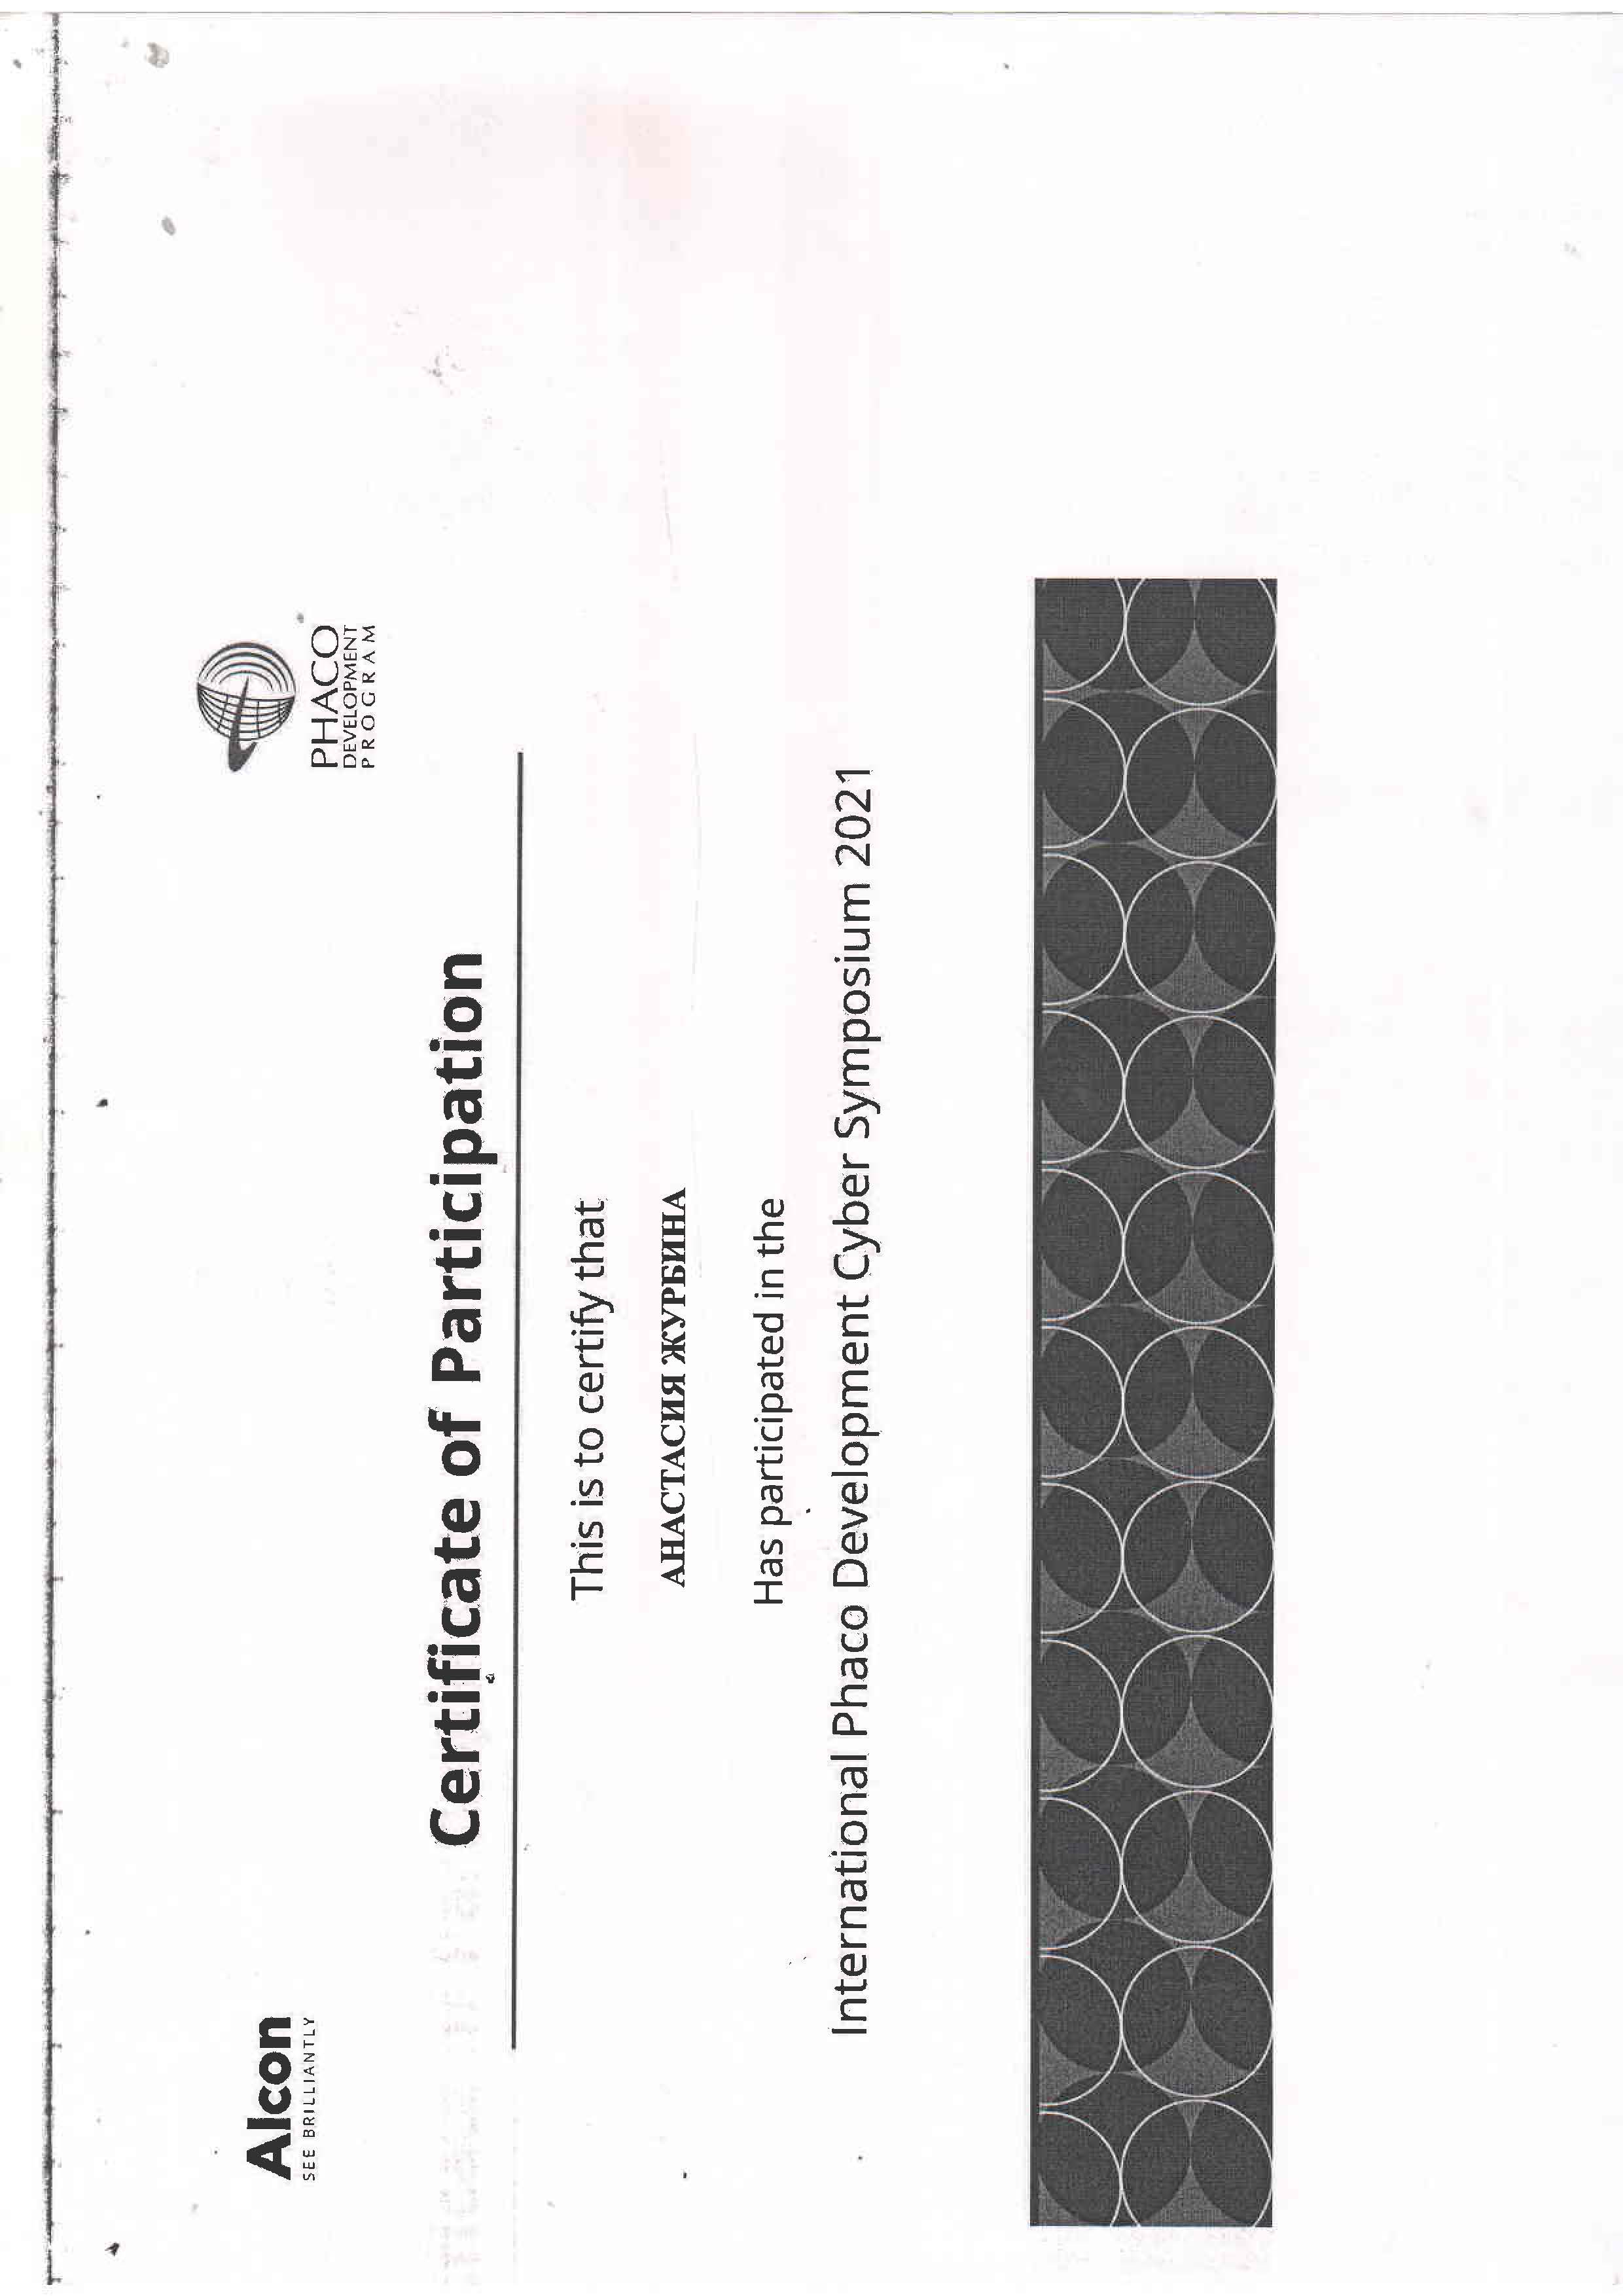 Alcon
SEE BRILLIANTLY
PHACO
DEVELOPMENT
PROGRAM
Certificate of Participation
This is to certify that
АНАСТАСИЯ ЖУРБИНА
Has participated in the
International Phaco Development Cyber Symposium 2021